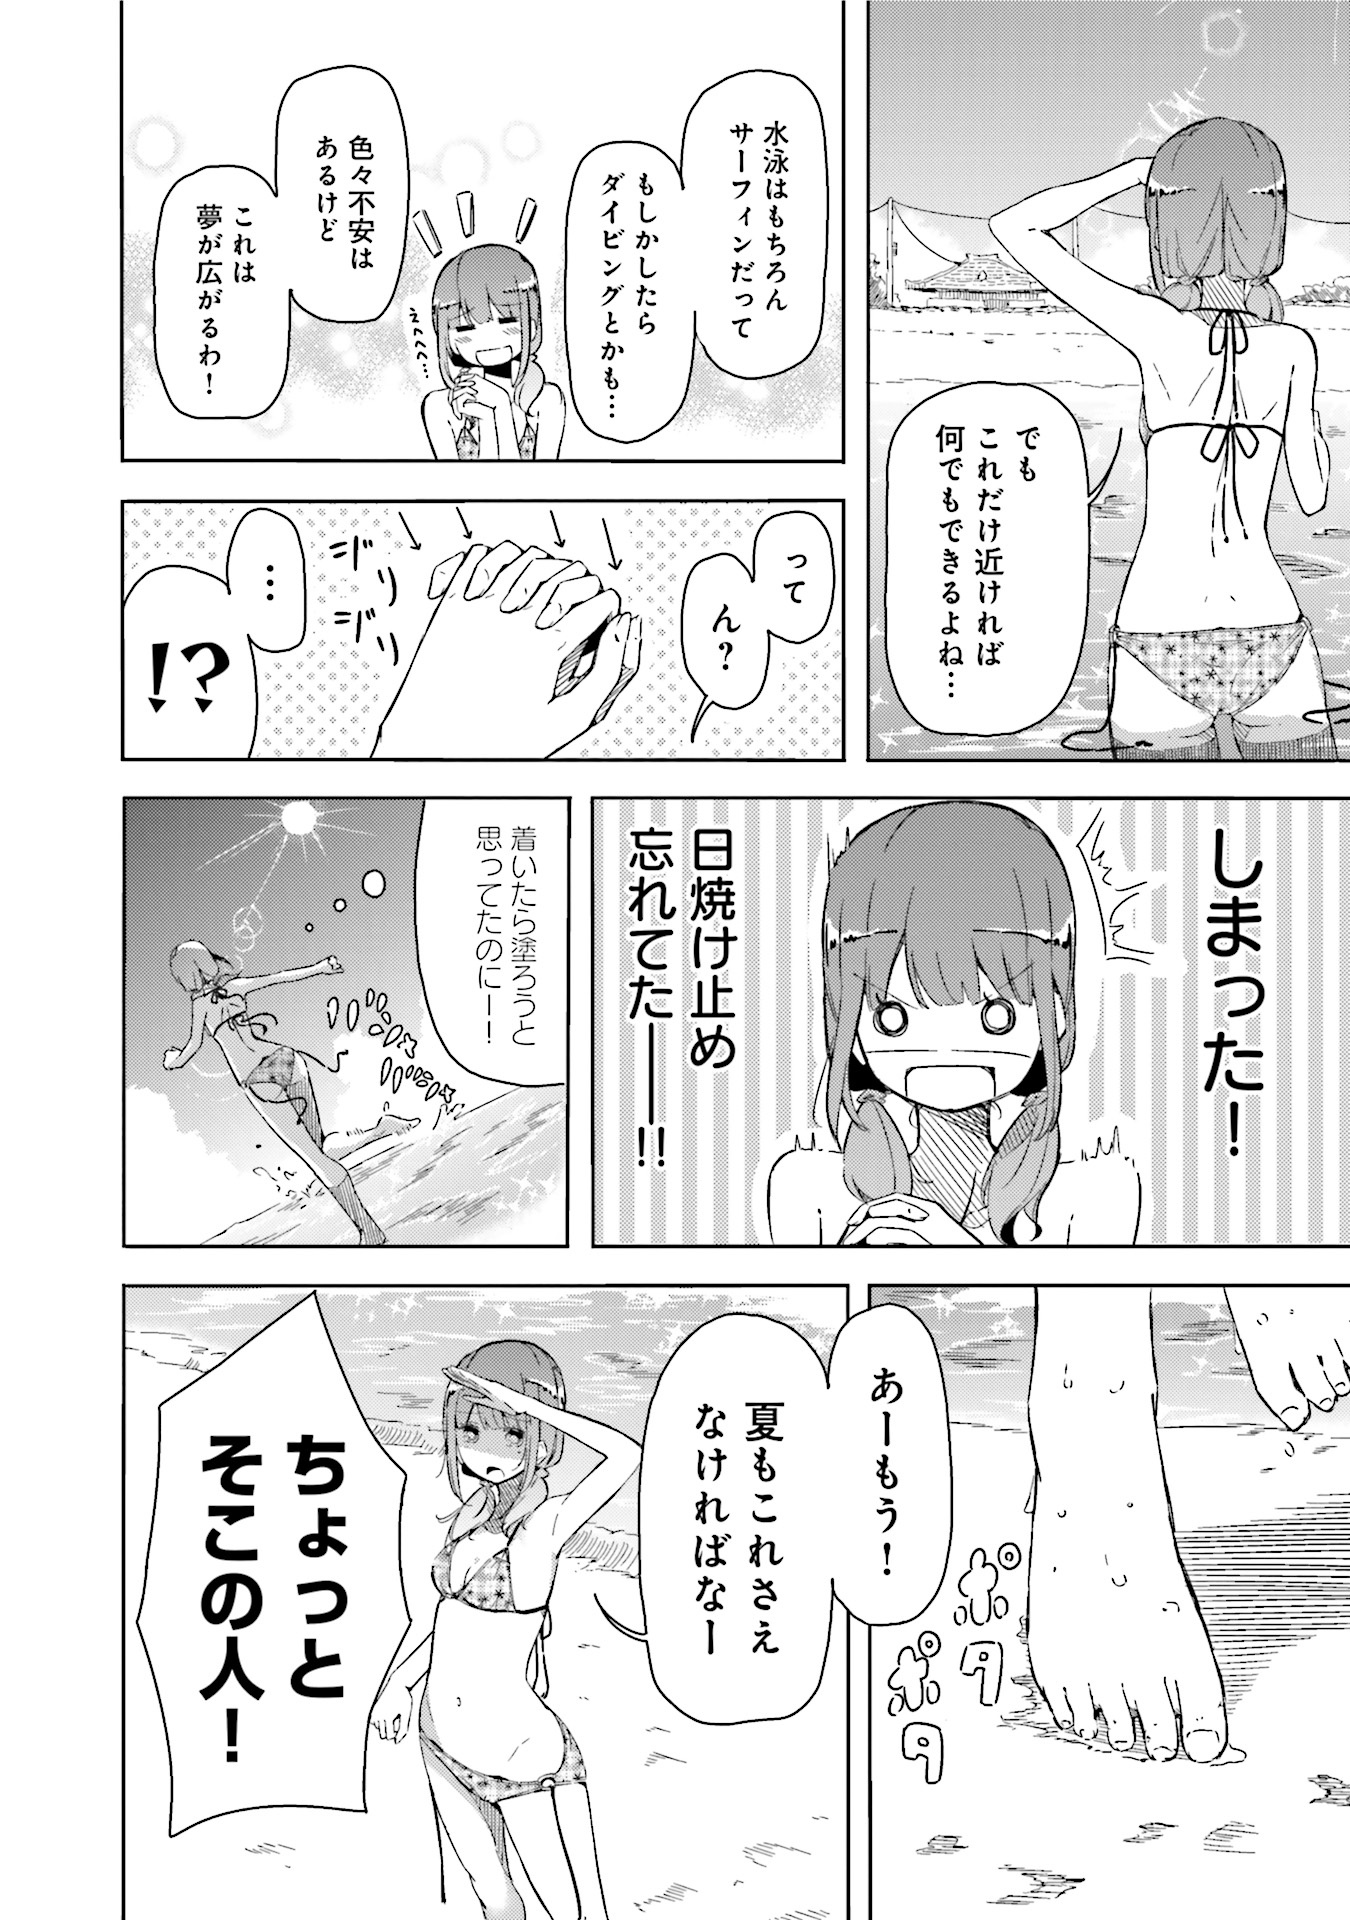 でも
これだけ近ければ
何でもできるよね…
水泳はもちろん
サーフィンだって
もしかしたら
ダイビングとかも…
色々不安は
あるけど
これは
夢が広がるわ！
って
ん？
ジリ
ジリ
…
！？
しまった！
日焼け止め
忘れてたー！！
着いたら塗ろうと
思ってたのにー！
ポタ
ポタ
あーもう！
夏もこれさえ
なければなー
ちょっと
そこの人！